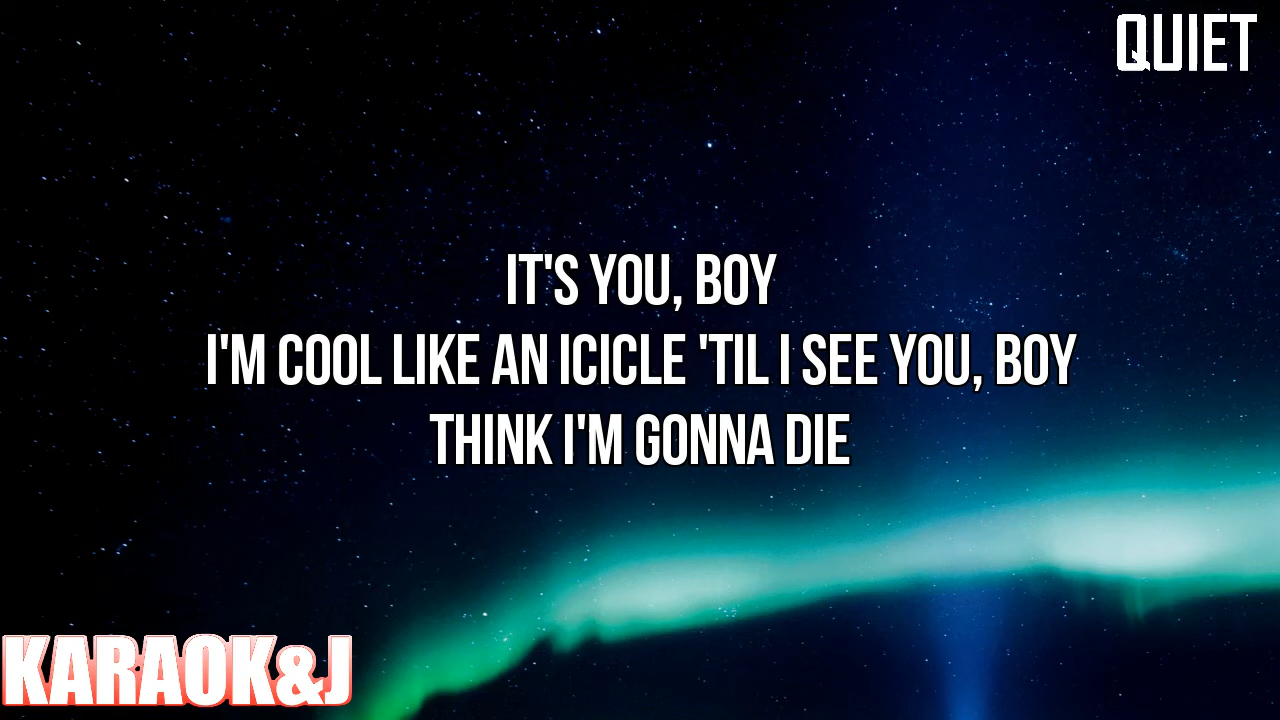 QUIET
IT'S YOU, BOY
I'M COOL LIKE AN ICICLE 'TIL I SEE YOU, BOY
THINK I'M GONNA DIE
KARAOK&J